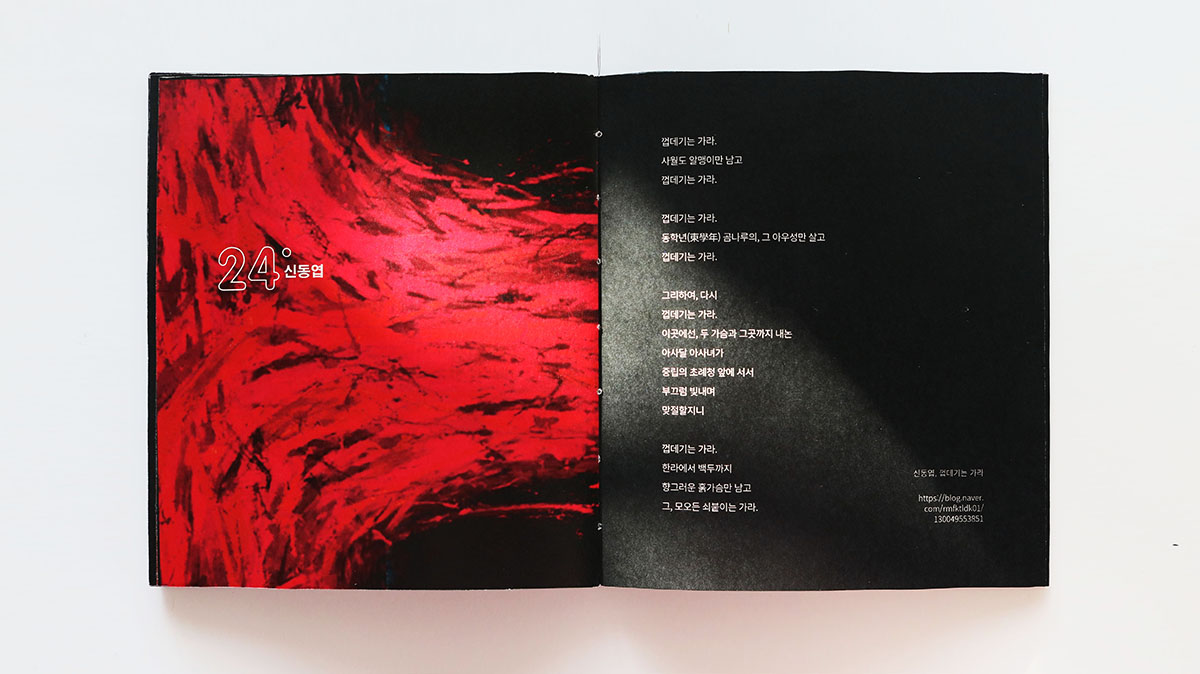 24°
신동엽
껍데기는 가라.
사월도 알맹이만 남고
껍데기는 가라.
껍데기는 가라.
동학년(東學年) 곰나루의, 그 아우성만 살고
껍데기는 가라.
그리하여, 다시
껍데기는 가라.
이곳에선, 두 가슴과 그곳까지 내논
아사달 아사녀가
중립의 초례청 앞에 서서
부끄럼 빛내며
맞절할지니
껍데기는 가라.
한라에서 백두까지
향그러운 흙가슴만 남고
그, 모오든 쇠붙이는 가라.
신동엽, 껍데기는 가라
https://blog.naver.
com/rmfktldk01/
130049553851